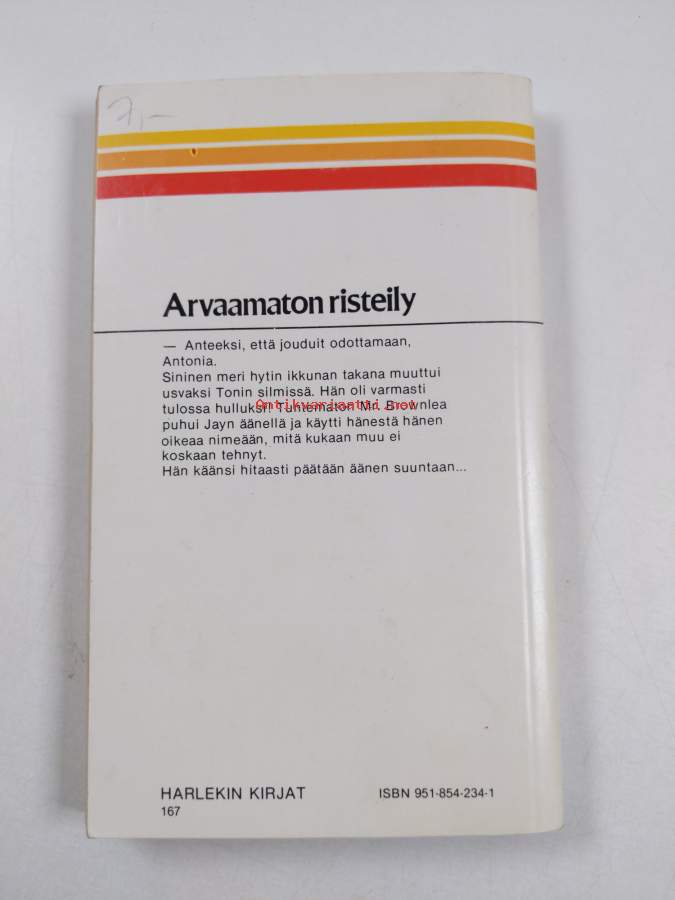 7,-
Arvaamaton risteily
— Anteeksi, että jouduit odottamaan,
Antonia.
Sininen meri hytin ikkunan takana muuttui
usvaksi Tonin silmissä. Hän oli varmasti
tulossa hulluksi! Tuntematon Mr. Brownlea
Antikvariaatti.net
puhui Jayn äänellä ja käytti hänestä hänen
oikeaa nimeään, mitä kukaan muu ei
koskaan tehnyt.
Hän käänsi hitaasti päätään äänen suuntaan...
HARLEKIN KIRJAT
167
ISBN 951-854-234-1